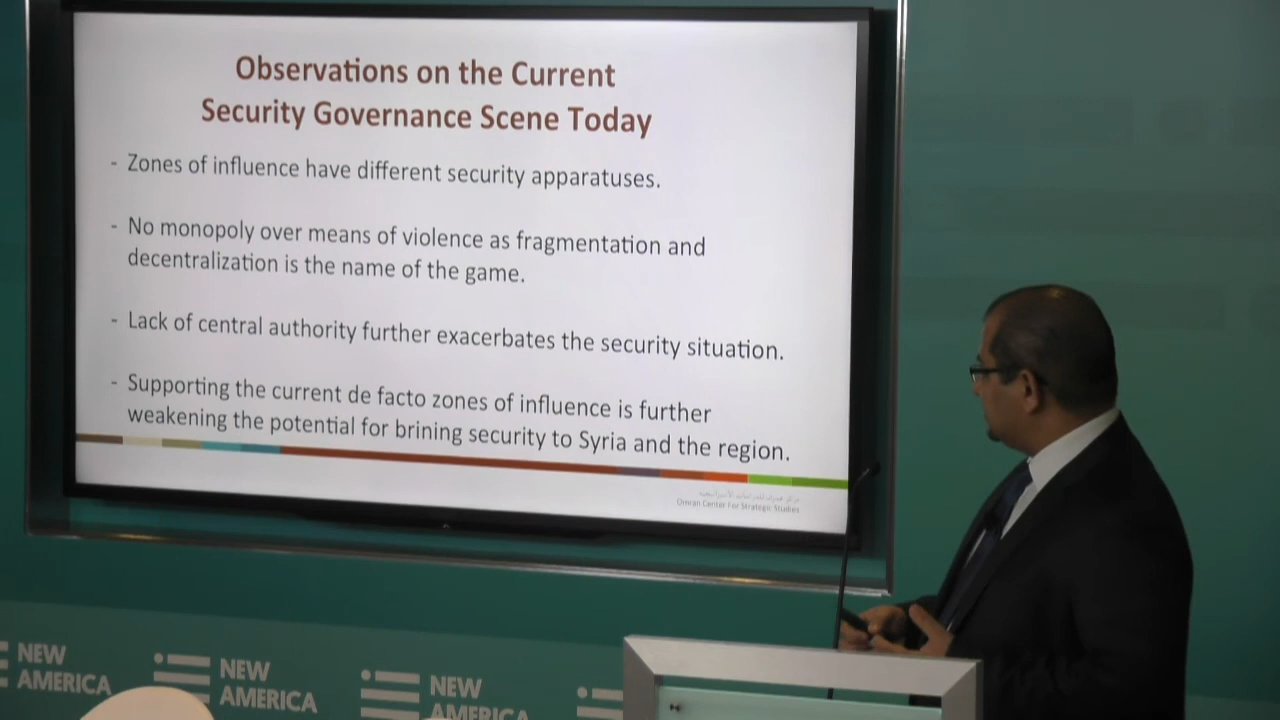 Observations on the Current
Security Governance Scene Today
- Zones of influence have different security apparatuses.
- No monopoly over means of violence as fragmentation and
decentralization is the name of the game.
- Lack of central authority further exacerbates the security situation.
- Supporting the current de facto zones of influence is further
weakening the potential for brining security to Syria and the region.
Omran Center For Strategic Studies
NEW
AMERICA
NEW
AMERICA
NEW
AMERICA